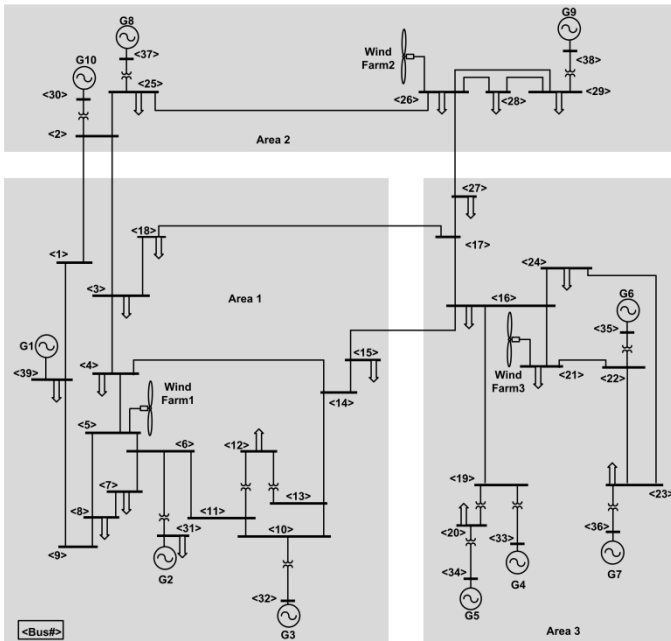 G8
G9
G10
<37>
Wind
Farm2
<38>
<30>
<25>
<26>
<28>
<29>
<2>
Area 2
<27>
<18>
<17>
<1>
<24>
<3>
Area 1
<16>
G6
G1
<35>
<15>
<4>
Wind
Farm1
Wind
Farm3
<39>
<14>
<21>
<22>
<5>
<6>
<12>
<7>
<13>
<19>
<8>
<11>
<23>
<10>
<20>
<9>
<31>
<33>
<36>
G2
<34>
G4
G7
<32>
G5
G3
<Bus#>
Area 3